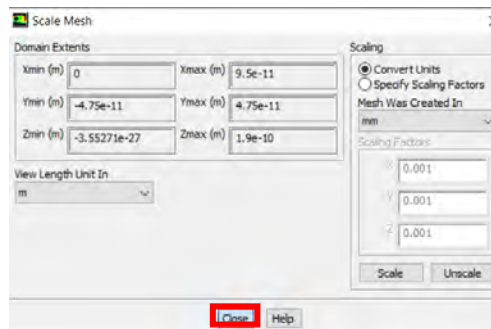 Scale Mesh
Domain Extents
Xmin (m) 0 Xmax (m) 9.5e-11
Ymin (m) -4.75e-11 Ymax (m) 4.75e-11
Zmin (m) -3.55271e-27 Zmax (m) 1.9e-10
View Length Unit In
m
Scaling
Convert Units
Specify Scaling Factors
Mesh Was Created In
mm
Scaling Factors
X 0.001
Y 0.001
Z 0.001
Scale Unscale
Close Help